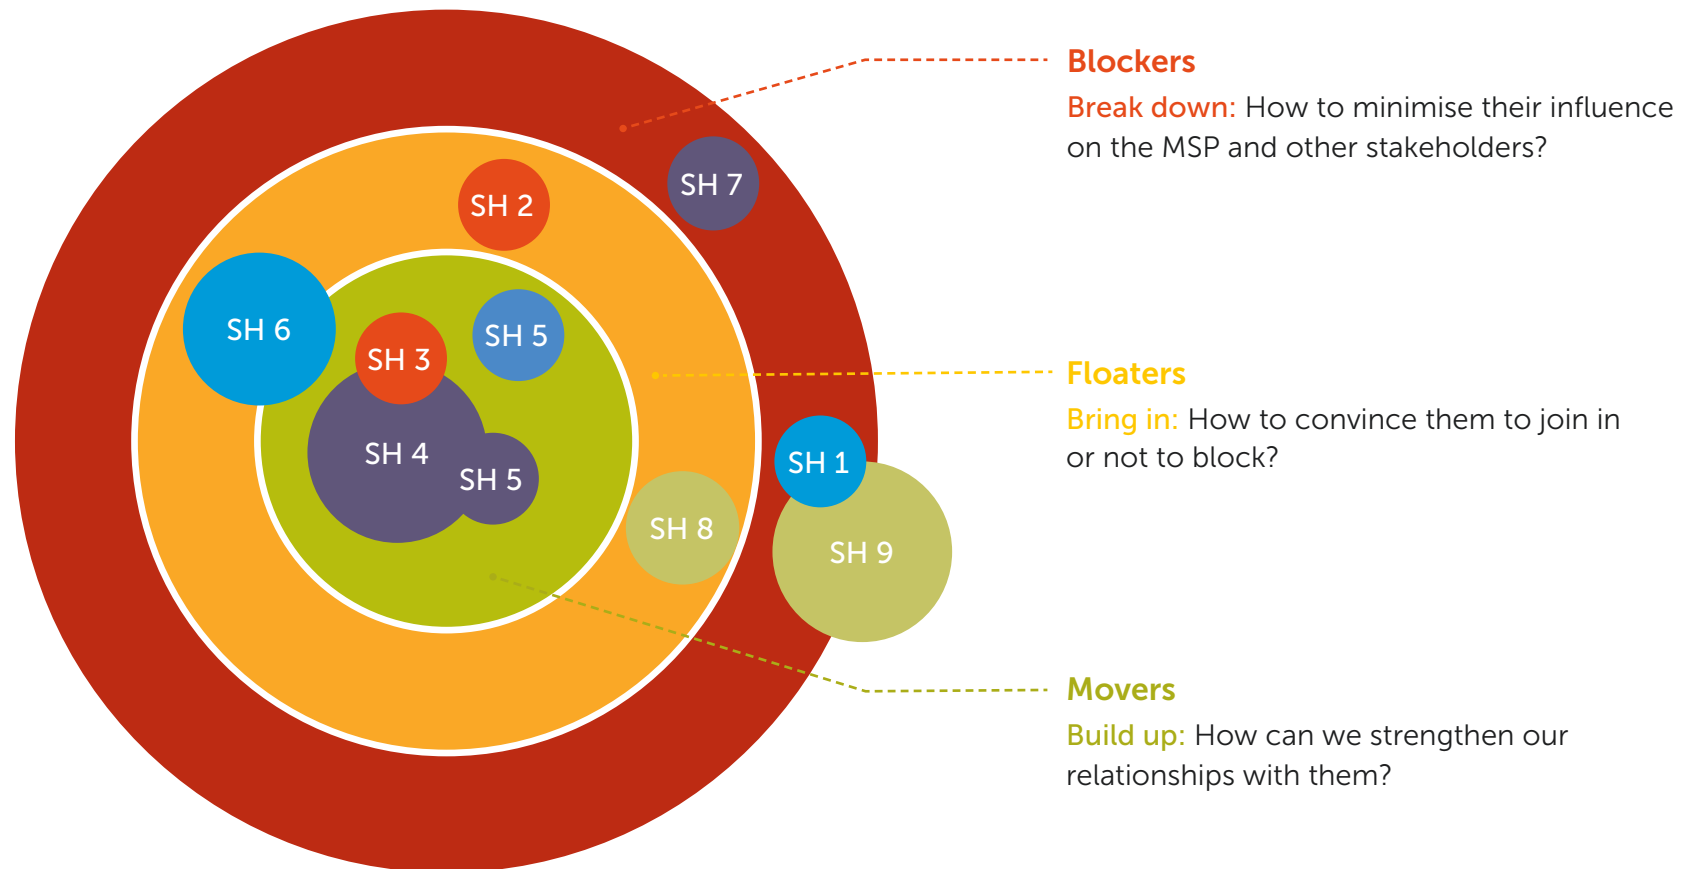 Blockers
Break down: How to minimise their influence
on the MSP and other stakeholders?
SH 7
SH 2
SH 6
SH 5
SH 3
Floaters
Bring in: How to convince them to join in
or not to block?
SH 4
SH 5
SH 1
SH 8
SH 9
Movers
Build up: How can we strengthen our
relationships with them?